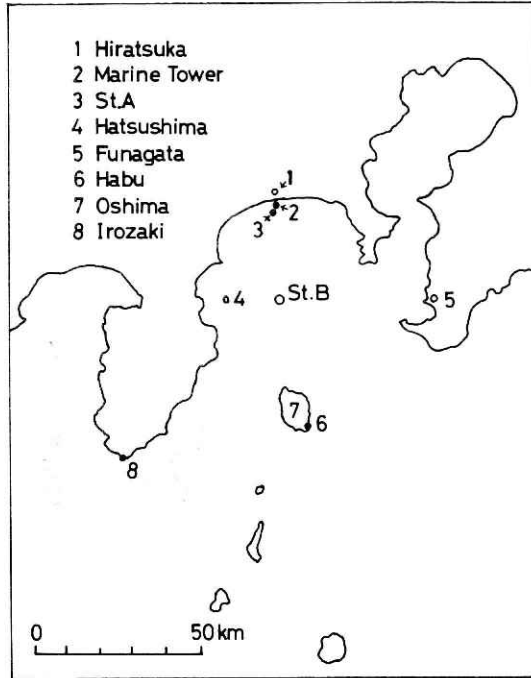 1 Hiratsuka
2 Marine Tower
3 St.A
4 Hatsushima
5 Funagata
6 Habu
7 Oshima
8 Irozaki
1
2
3
4
St.B
5
7
6
8
0 50km